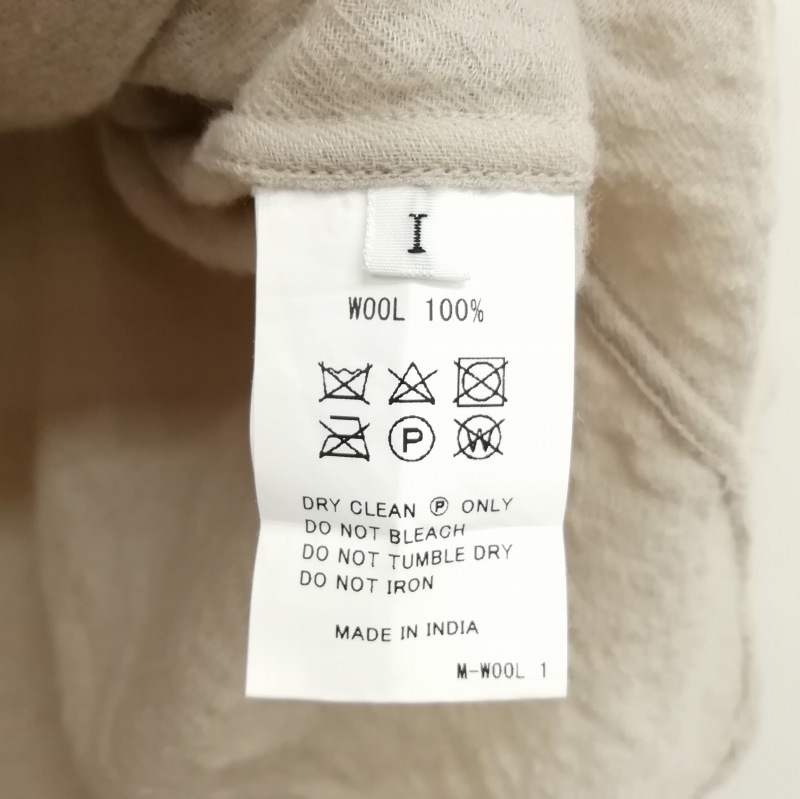 I
WOOL 100%
P W
DRY CLEAN Ⓟ ONLY
DO NOT BLEACH
DO NOT TUMBLE DRY
DO NOT IRON
MADE IN INDIA
M-WOOL 1